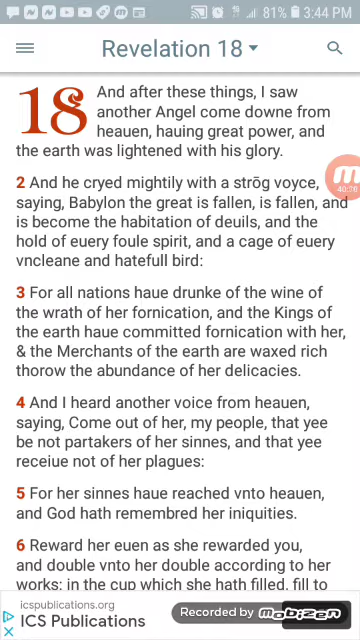 81% 3:44 PM
Revelation 18
18 And after these things, I saw
another Angel come downe from
heauen, hauing great power, and
the earth was lightened with his glory.
2 And he cryed mightily with a strōg voyce,
saying, Babylon the great is fallen, is fallen, and
is become the habitation of deuils, and the
hold of euery foule spirit, and a cage of euery
vncleane and hatefull bird:
3 For all nations haue drunke of the wine of
the wrath of her fornication, and the Kings of
the earth haue committed fornication with her,
& the Merchants of the earth are waxed rich
thorow the abundance of her delicacies.
4 And I heard another voice from heauen,
saying, Come out of her, my people, that yee
be not partakers of her sinnes, and that yee
receiue not of her plagues:
5 For her sinnes haue reached vnto heauen,
and God hath remembred her iniquities.
6 Reward her euen as she rewarded you,
and double vnto her double according to her
works: in the cup which she hath filled, fill to
icspublications.org
ICS Publications
Recorded by mobizen